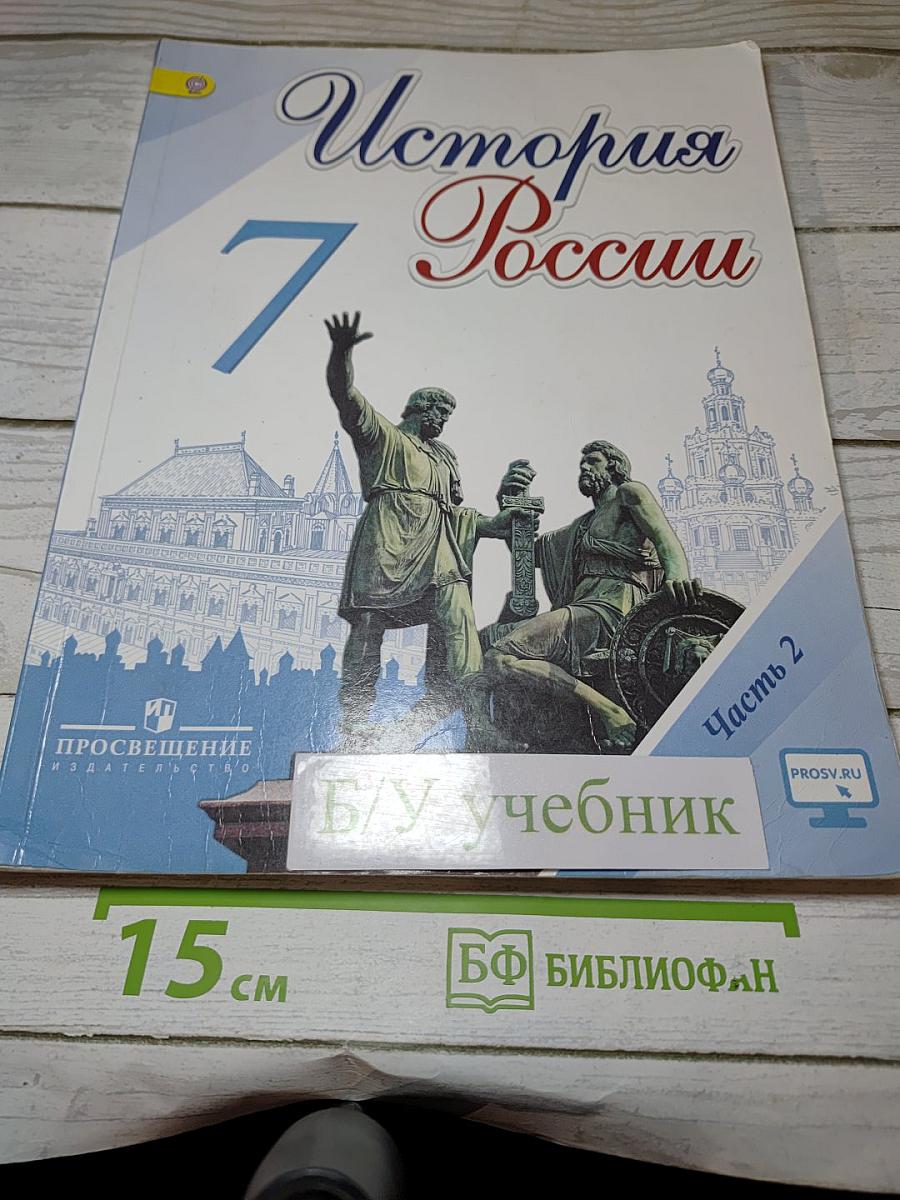 История
России
7
Часть 2
ПРОСВЕЩЕНИЕ
ИЗДАТЕЛЬСТВО
PROSV.RU
Б/У учебник
15 см
БФ БИБЛИОФАН